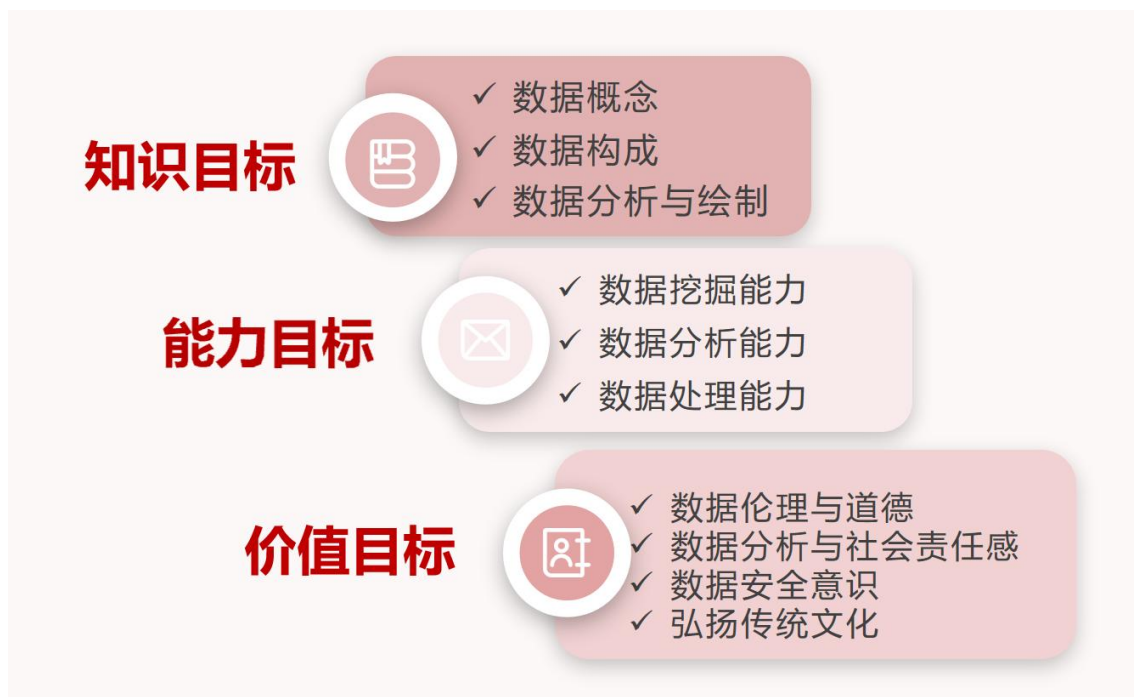 知识目标
✓ 数据概念
✓ 数据构成
✓ 数据分析与绘制
能力目标
✓ 数据挖掘能力
✓ 数据分析能力
✓ 数据处理能力
价值目标
✓ 数据伦理与道德
✓ 数据分析与社会责任感
✓ 数据安全意识
✓ 弘扬传统文化